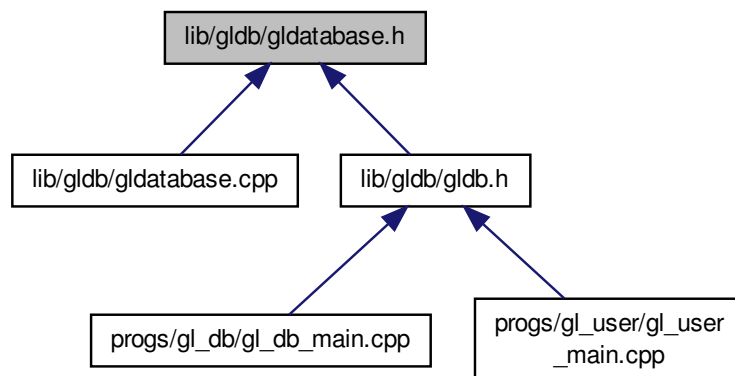 lib/gldb/gldatabase.h
lib/gldb/gldatabase.cpp
lib/gldb/gldb.h
progs/gl_db/gl_db_main.cpp
progs/gl_user/gl_user
_main.cpp